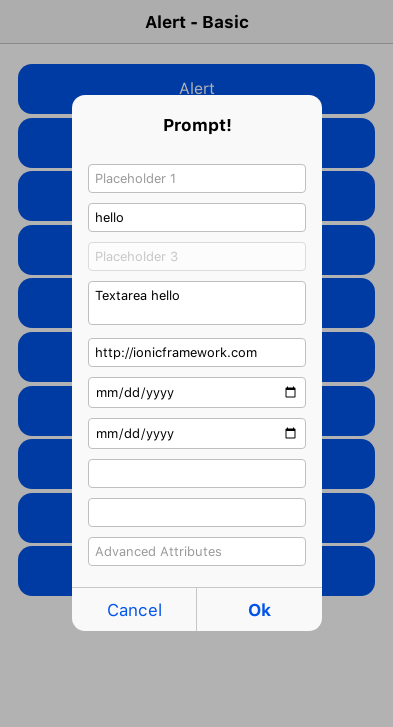 Alert - Basic
Alert
Prompt!
Placeholder 1
hello
Placeholder 3
Textarea hello
http://ionicframework.com
mm/dd/yyyy
mm/dd/yyyy
Advanced Attributes
Cancel
Ok